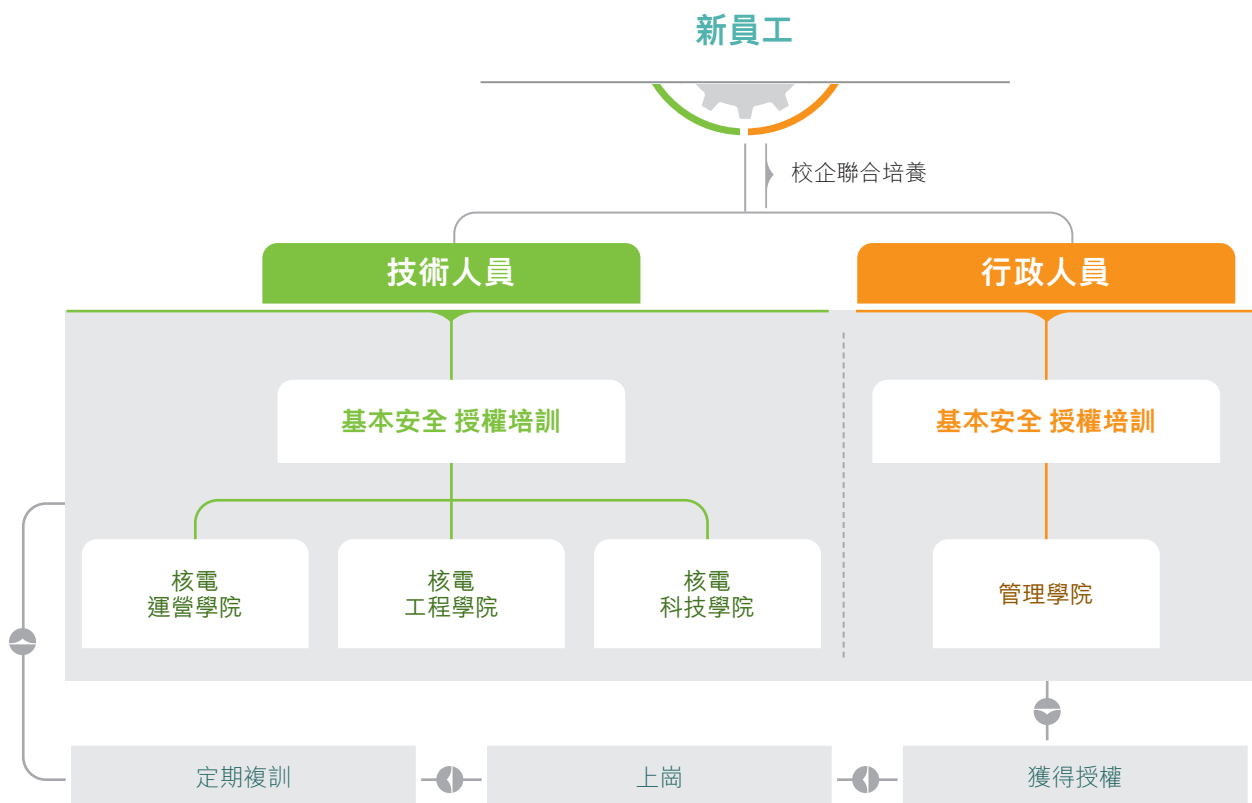 新員工
校企聯合培養
技術人員
行政人員
基本安全 授權培訓
基本安全 授權培訓
核電
運營學院
核電
工程學院
核電
科技學院
管理學院
定期複訓
上崗
獲得授權